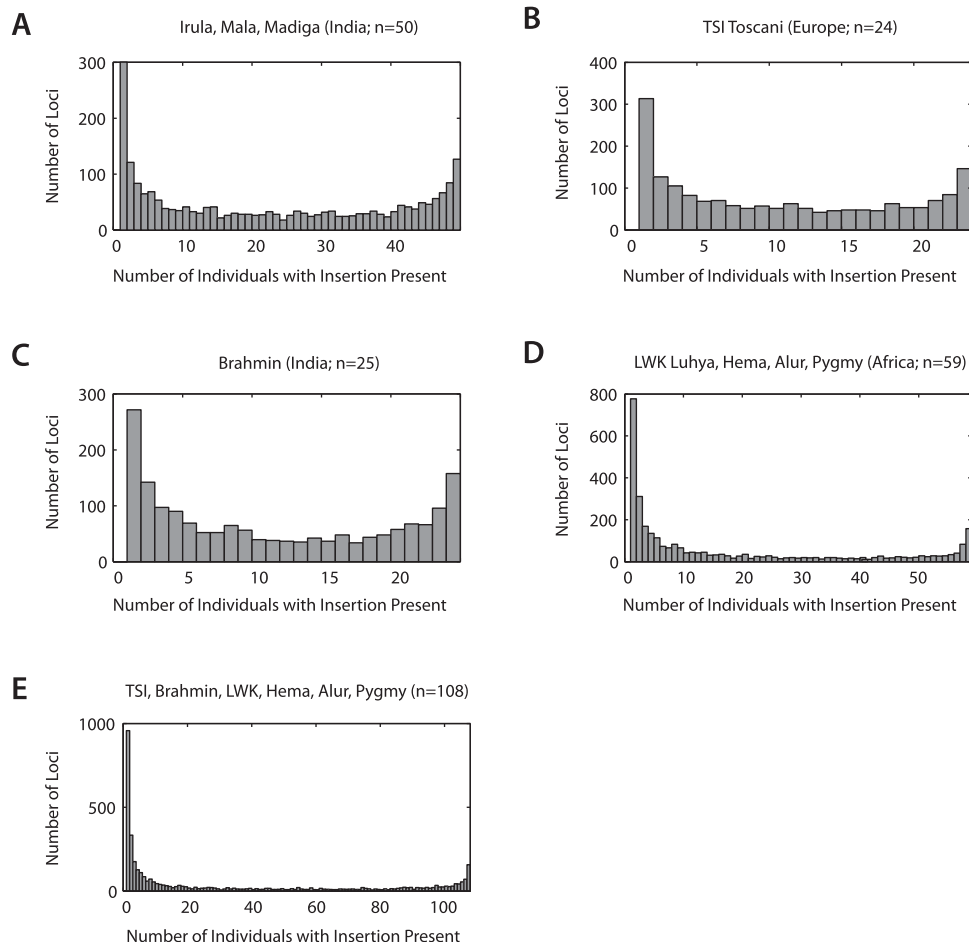 A
Irula, Mala, Madiga (India; n=50)
300
200
100
0
Number of Loci
0 10 20 30 40
Number of Individuals with Insertion Present
B
TSI Toscani (Europe; n=24)
400
300
200
100
0
Number of Loci
0 5 10 15 20
Number of Individuals with Insertion Present
C
Brahmin (India; n=25)
300
200
100
0
Number of Loci
0 5 10 15 20
Number of Individuals with Insertion Present
D
LWK Luhya, Hema, Alur, Pygmy (Africa; n=59)
800
600
400
200
0
Number of Loci
0 10 20 30 40 50
Number of Individuals with Insertion Present
E
TSI, Brahmin, LWK, Hema, Alur, Pygmy (n=108)
1000
500
0
Number of Loci
0 20 40 60 80 100
Number of Individuals with Insertion Present